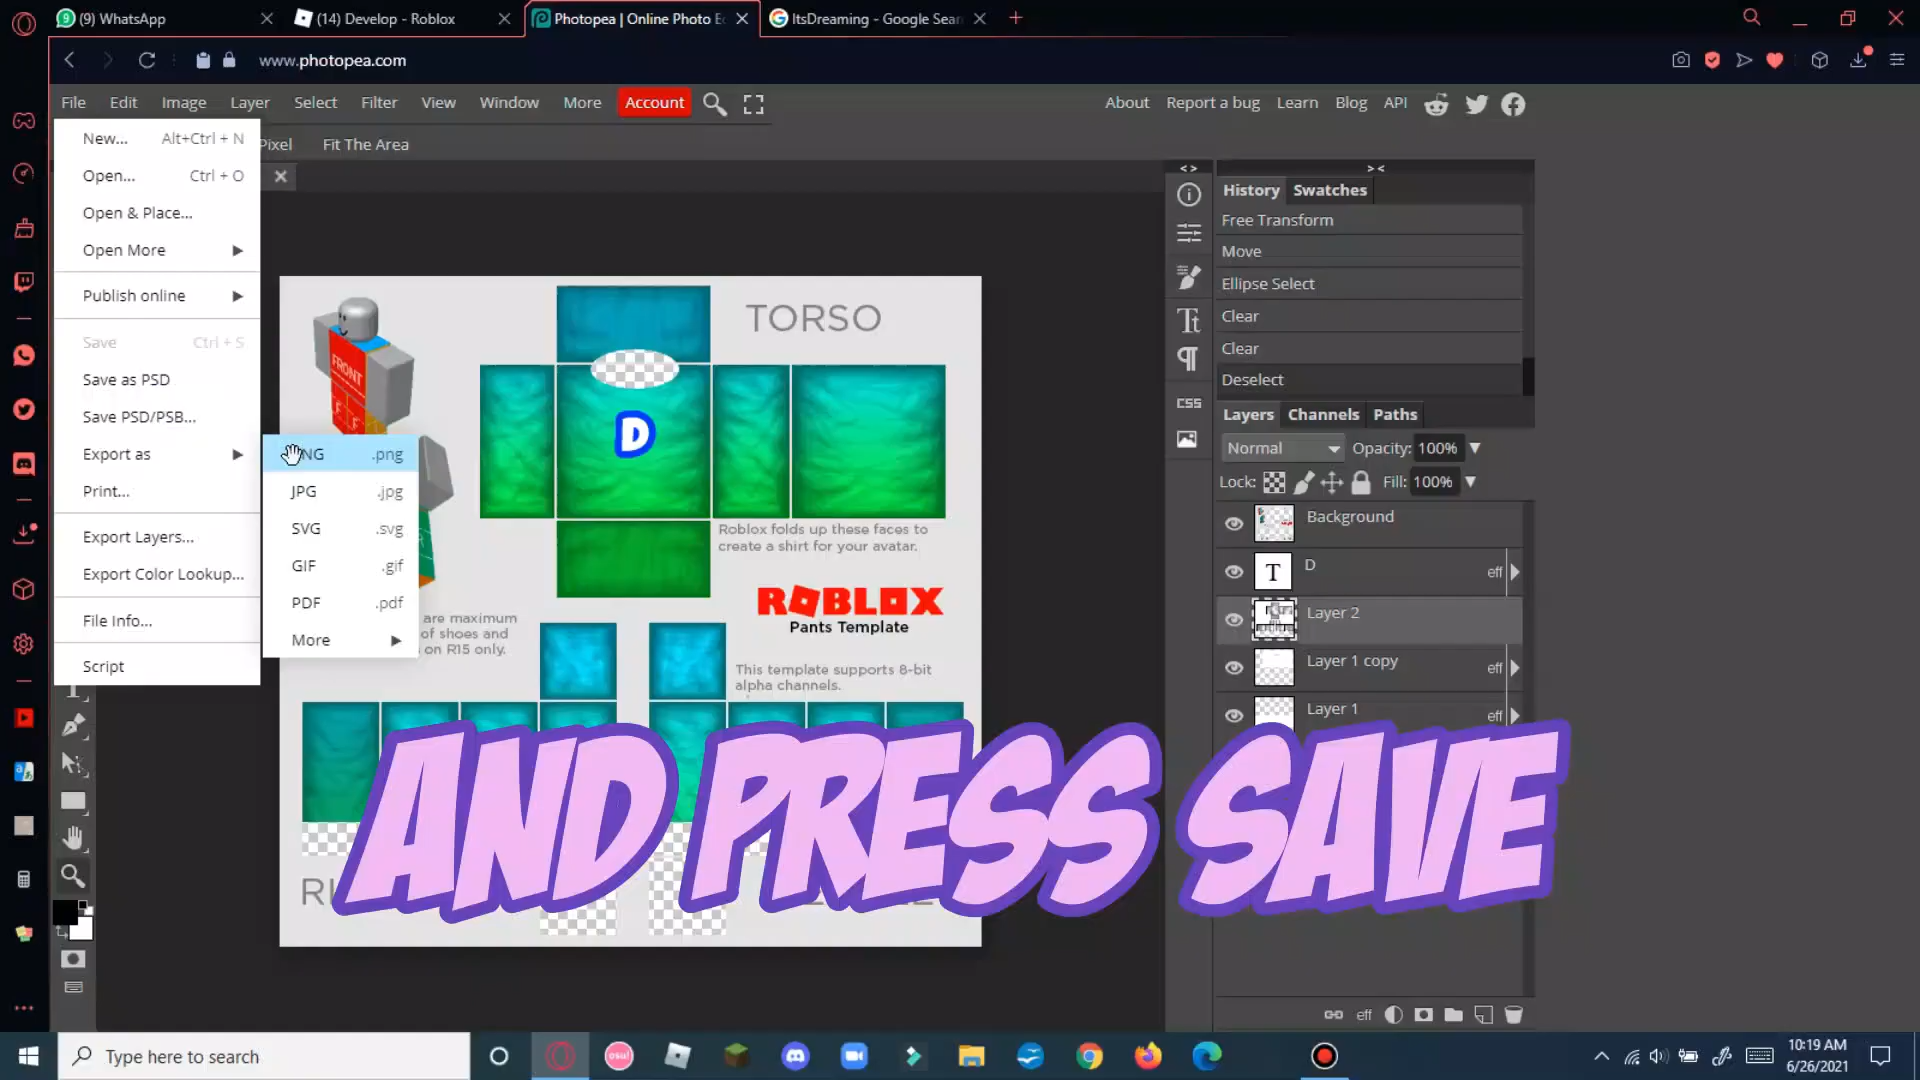 (9) WhatsApp
(14) Develop - Roblox
Photopea | Online Photo Ed
ItsDreaming - Google Sear
www.photopea.com
File Edit Image Layer Select Filter View Window More Account
About Report a bug Learn Blog API
Pixel Fit The Area
New... Alt+Ctrl + N
Open... Ctrl + O
Open & Place...
Open More
Publish online
Save Ctrl + S
Save as PSD
Save PSD/PSB...
Export as
Print...
Export Layers...
Export Color Lookup...
File Info...
Script
NG .png
JPG .jpg
SVG .svg
GIF .gif
PDF .pdf
More
FRONT
TORSO
D
Roblox folds up these faces to
create a shirt for your avatar.
ROBLOX
Pants Template
are maximum
of shoes and
on R15 only.
This template supports 8-bit
alpha channels.
AND PRESS SAVE
History Swatches
Free Transform
Move
Ellipse Select
Clear
Clear
Deselect
CSS
Layers Channels Paths
Normal Opacity: 100%
Lock: Fill: 100%
Background
T D eff
Layer 2
Layer 1 copy eff
Layer 1 eff
eff
Type here to search
osu!
10:19 AM
6/26/2021